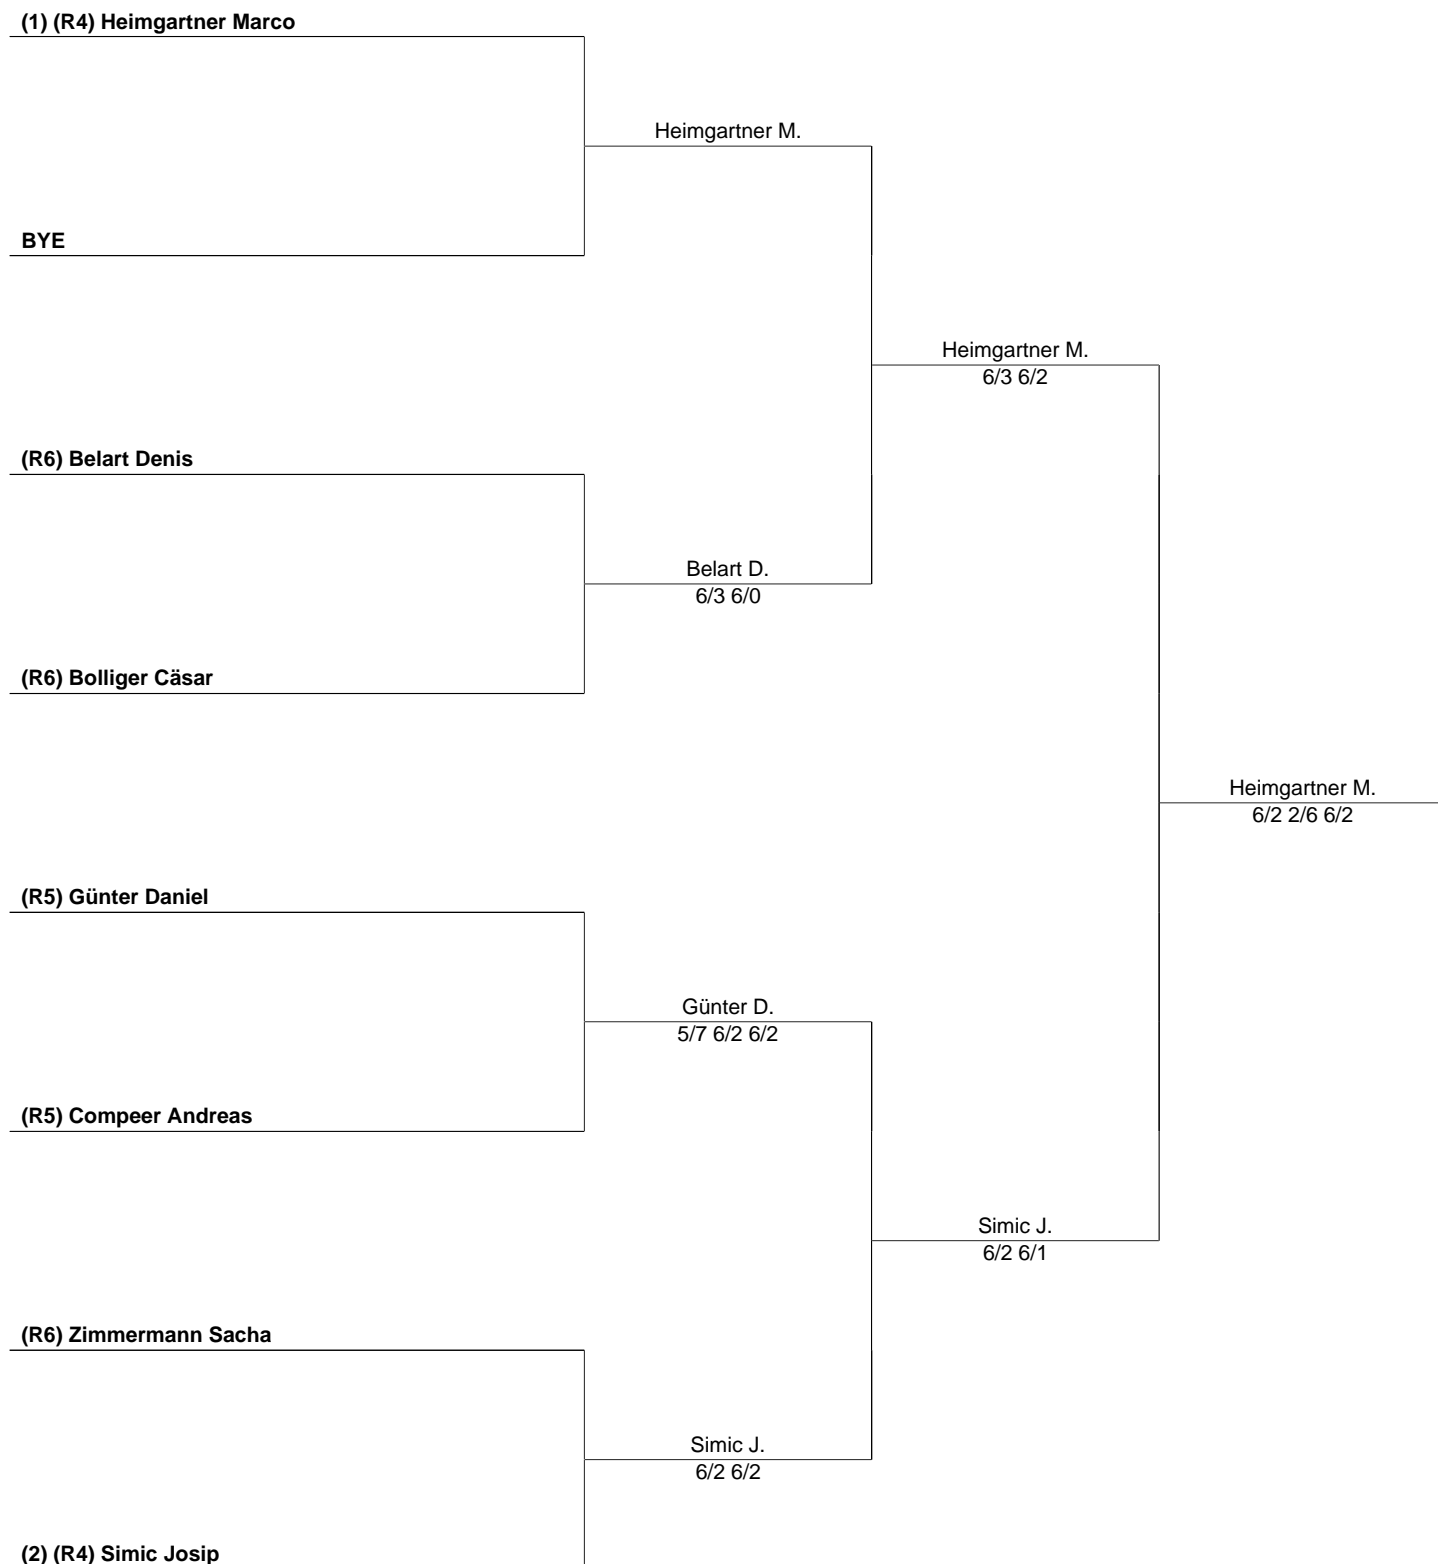 (1) (R4) Heimgartner Marco
Heimgartner M.
BYE
Heimgartner M.
6/3 6/2
(R6) Belart Denis
Belart D.
6/3 6/0
(R6) Bolliger Cäsar
Heimgartner M.
6/2 2/6 6/2
(R5) Günter Daniel
Günter D.
5/7 6/2 6/2
(R5) Compeer Andreas
Simic J.
6/2 6/1
(R6) Zimmermann Sacha
Simic J.
6/2 6/2
(2) (R4) Simic Josip